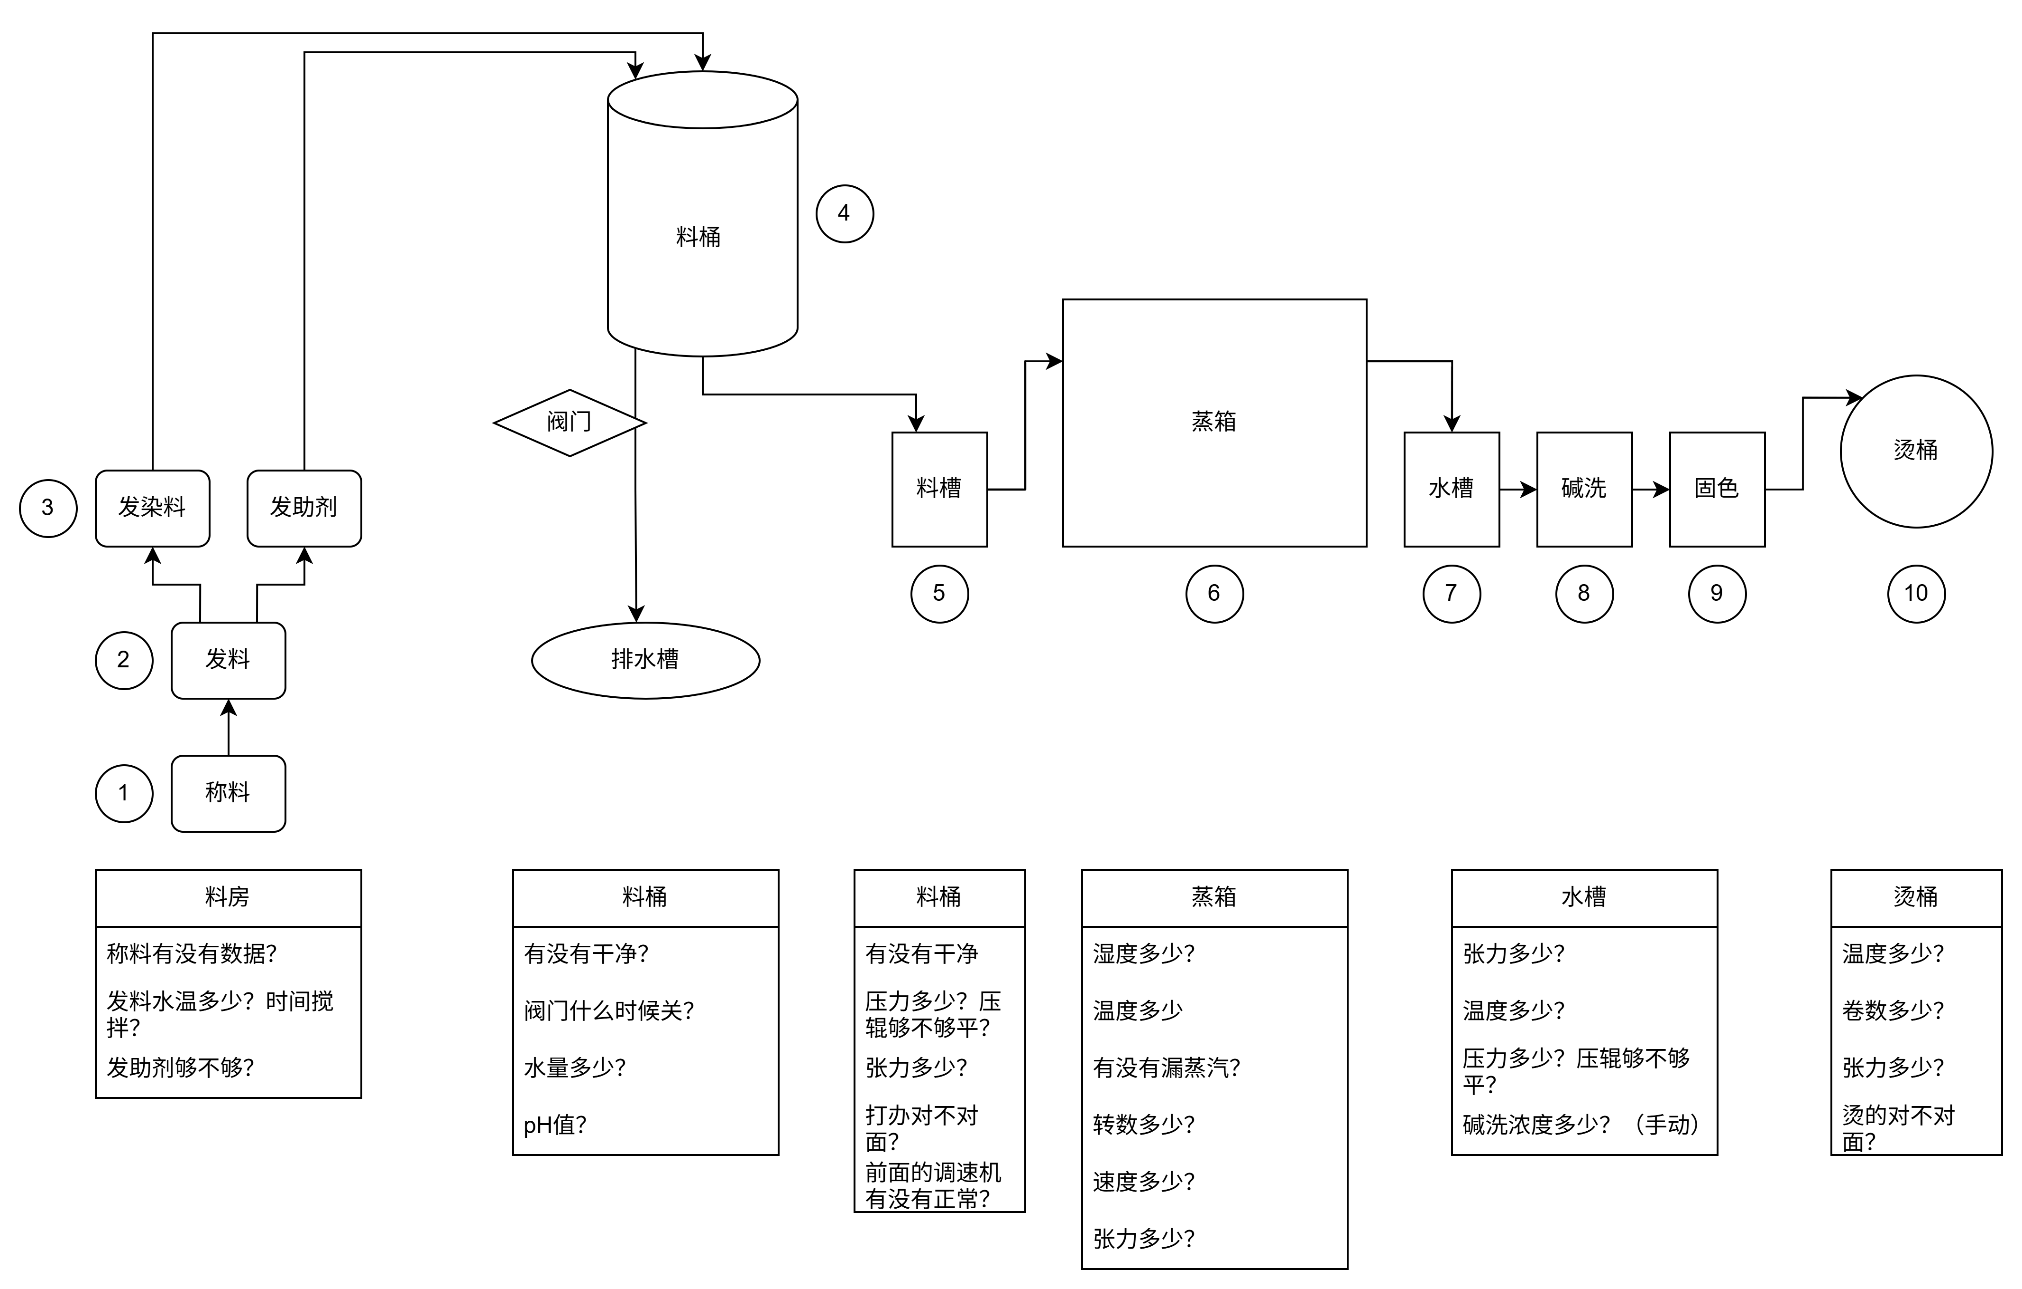 料桶
4
阀门
料槽
蒸箱
水槽
碱洗
固色
烫桶
3
发染料
发助剂
5
6
7
8
9
10
2
发料
排水槽
1
称料
料房
称料有没有数据？
发料水温多少？时间搅
拌？
发助剂够不够？
料桶
有没有干净？
阀门什么时候关？
水量多少？
pH值？
料桶
有没有干净
压力多少？压
辊够不够平？
张力多少？
打办对不对
面？
前面的调速机
有没有正常？
蒸箱
湿度多少？
温度多少
有没有漏蒸汽？
转数多少？
速度多少？
张力多少？
水槽
张力多少？
温度多少？
压力多少？压辊够不够
平？
碱洗浓度多少？（手动）
烫桶
温度多少？
卷数多少？
张力多少？
烫的对不对
面？